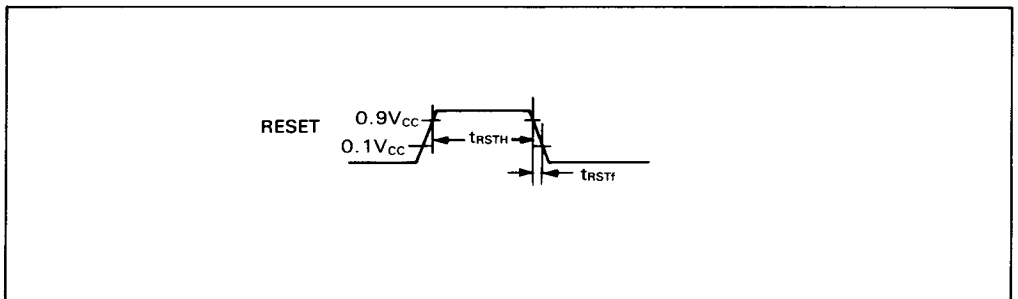 RESET
0.9Vcc
0.1Vcc
tRSTH
tRSTf